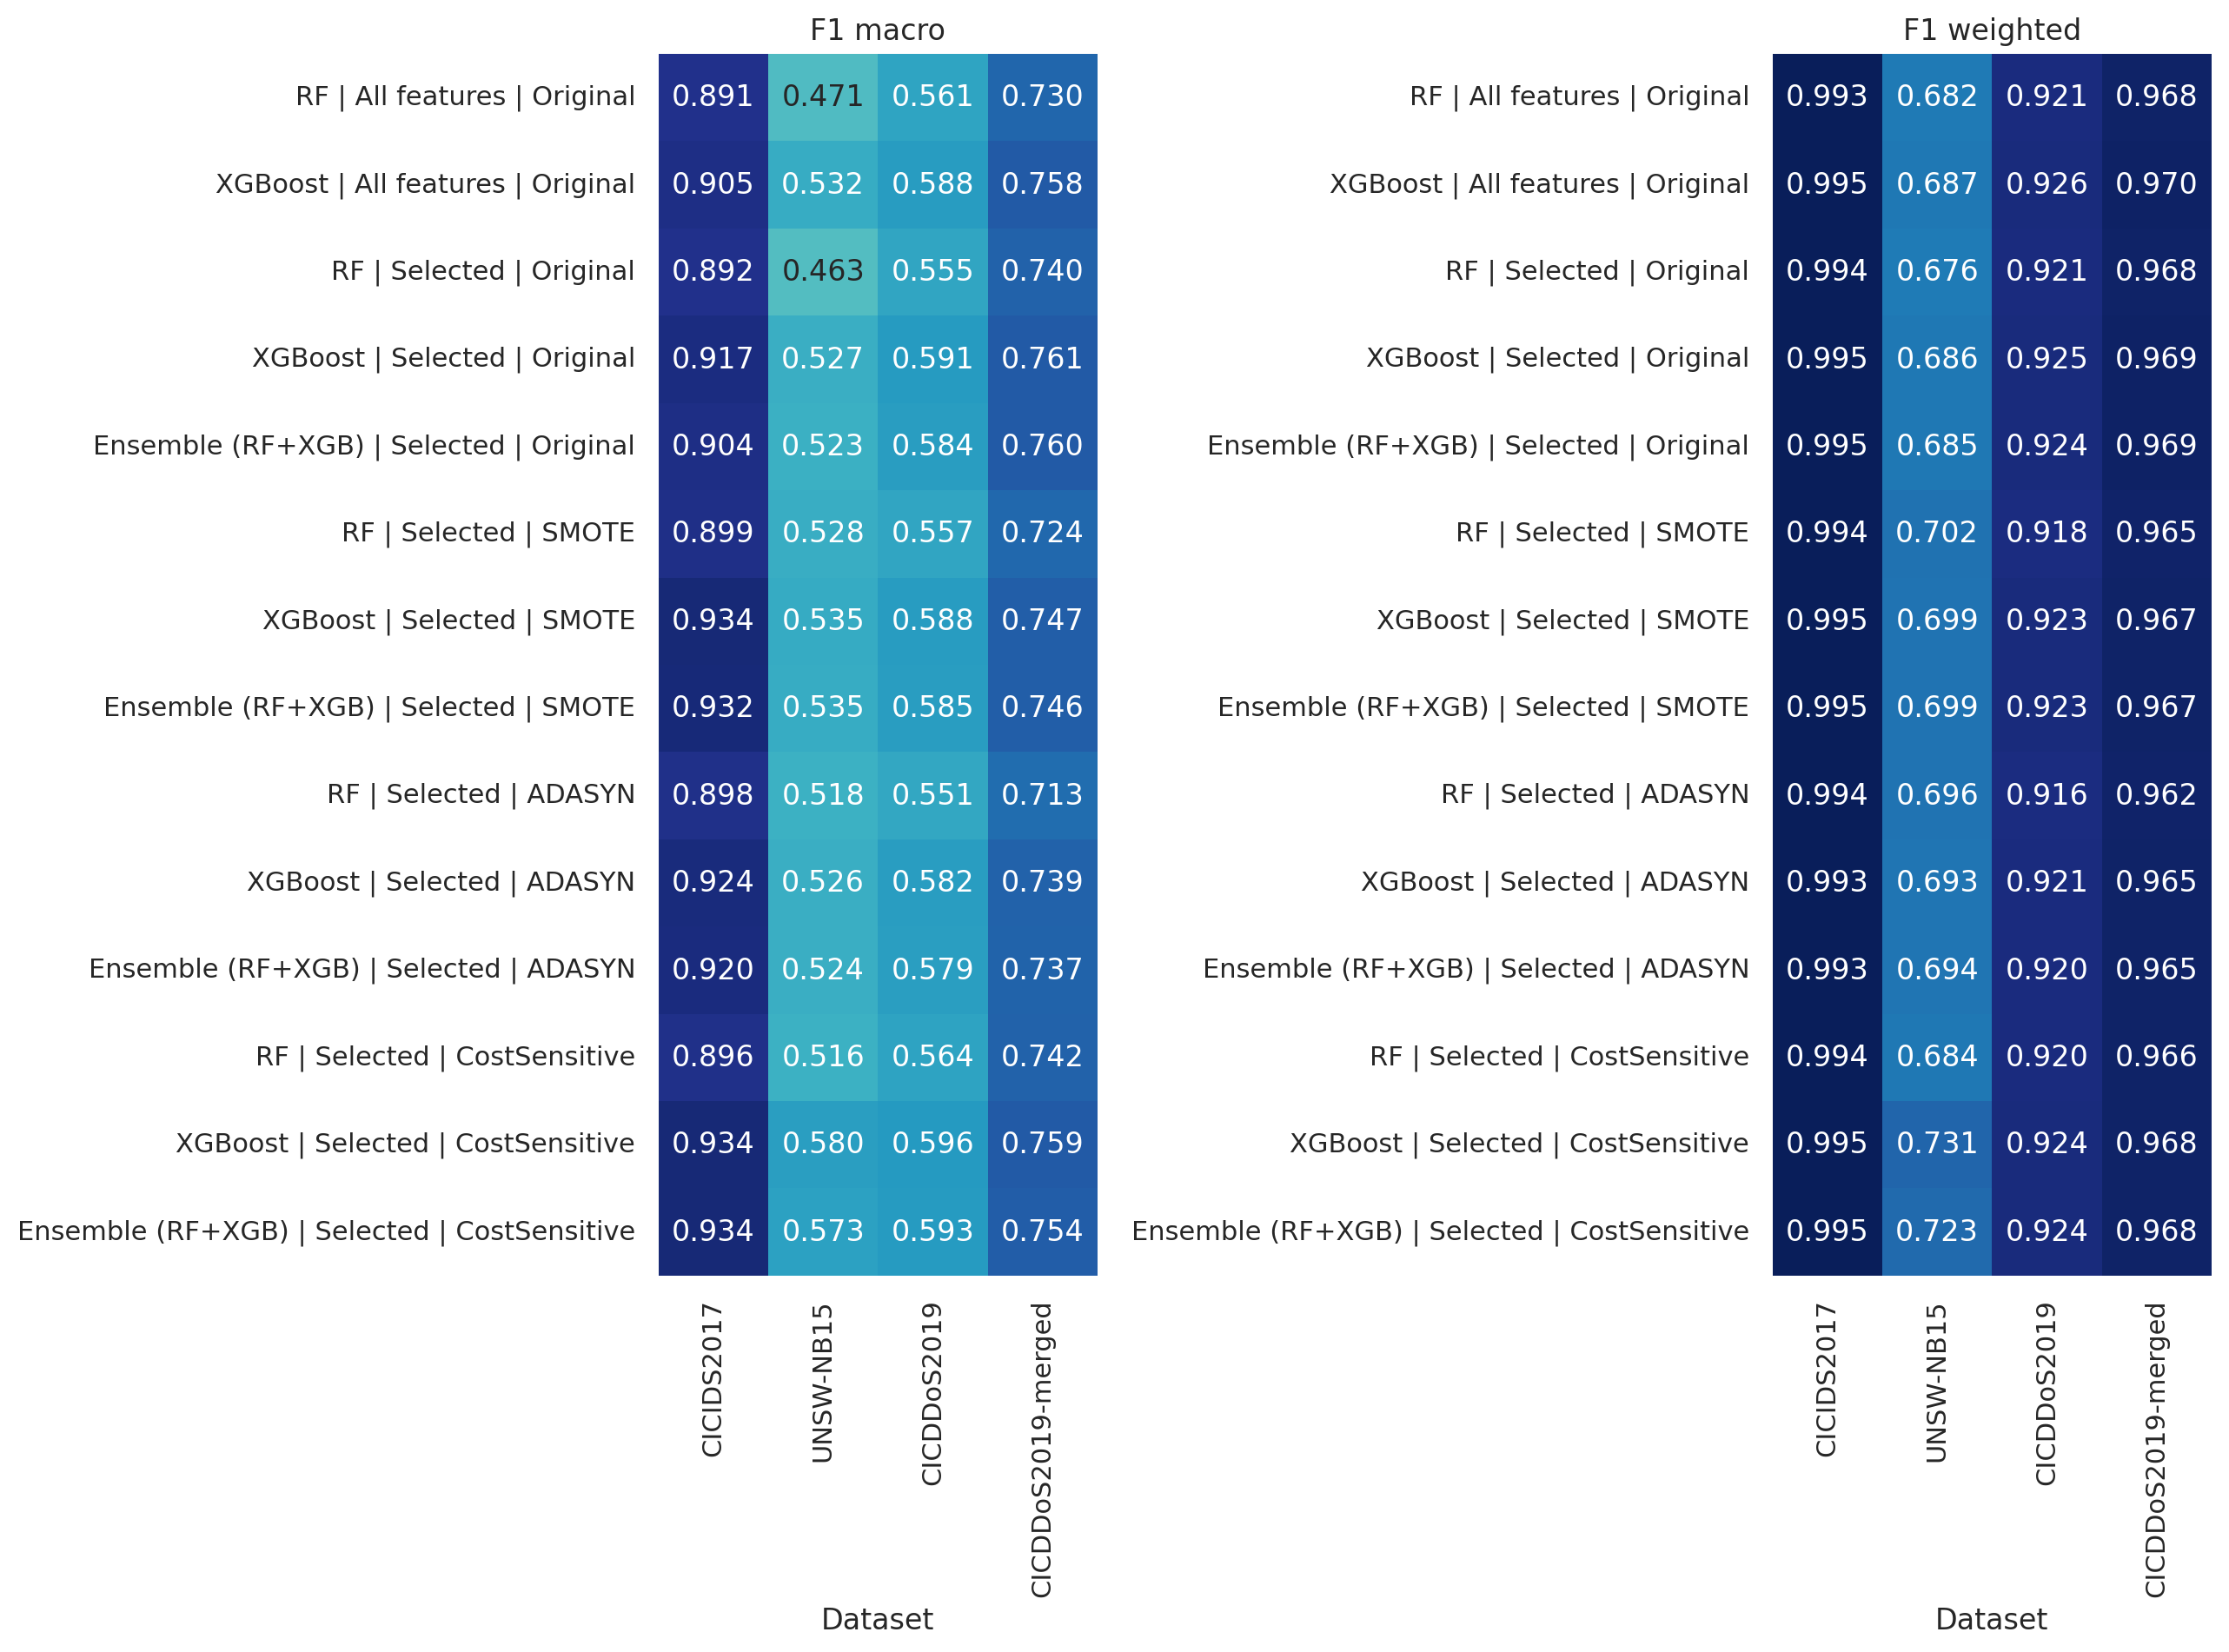 F1 macro
RF | All features | Original 0.891 0.471 0.561 0.730
XGBoost | All features | Original 0.905 0.532 0.588 0.758
RF | Selected | Original 0.892 0.463 0.555 0.740
XGBoost | Selected | Original 0.917 0.527 0.591 0.761
Ensemble (RF+XGB) | Selected | Original 0.904 0.523 0.584 0.760
RF | Selected | SMOTE 0.899 0.528 0.557 0.724
XGBoost | Selected | SMOTE 0.934 0.535 0.588 0.747
Ensemble (RF+XGB) | Selected | SMOTE 0.932 0.535 0.585 0.746
RF | Selected | ADASYN 0.898 0.518 0.551 0.713
XGBoost | Selected | ADASYN 0.924 0.526 0.582 0.739
Ensemble (RF+XGB) | Selected | ADASYN 0.920 0.524 0.579 0.737
RF | Selected | CostSensitive 0.896 0.516 0.564 0.742
XGBoost | Selected | CostSensitive 0.934 0.580 0.596 0.759
Ensemble (RF+XGB) | Selected | CostSensitive 0.934 0.573 0.593 0.754
CICIDS2017
UNSW-NB15
CICDDoS2019
CICDDoS2019-merged
Dataset
F1 weighted
RF | All features | Original 0.993 0.682 0.921 0.968
XGBoost | All features | Original 0.995 0.687 0.926 0.970
RF | Selected | Original 0.994 0.676 0.921 0.968
XGBoost | Selected | Original 0.995 0.686 0.925 0.969
Ensemble (RF+XGB) | Selected | Original 0.995 0.685 0.924 0.969
RF | Selected | SMOTE 0.994 0.702 0.918 0.965
XGBoost | Selected | SMOTE 0.995 0.699 0.923 0.967
Ensemble (RF+XGB) | Selected | SMOTE 0.995 0.699 0.923 0.967
RF | Selected | ADASYN 0.994 0.696 0.916 0.962
XGBoost | Selected | ADASYN 0.993 0.693 0.921 0.965
Ensemble (RF+XGB) | Selected | ADASYN 0.993 0.694 0.920 0.965
RF | Selected | CostSensitive 0.994 0.684 0.920 0.966
XGBoost | Selected | CostSensitive 0.995 0.731 0.924 0.968
Ensemble (RF+XGB) | Selected | CostSensitive 0.995 0.723 0.924 0.968
CICIDS2017
UNSW-NB15
CICDDoS2019
CICDDoS2019-merged
Dataset